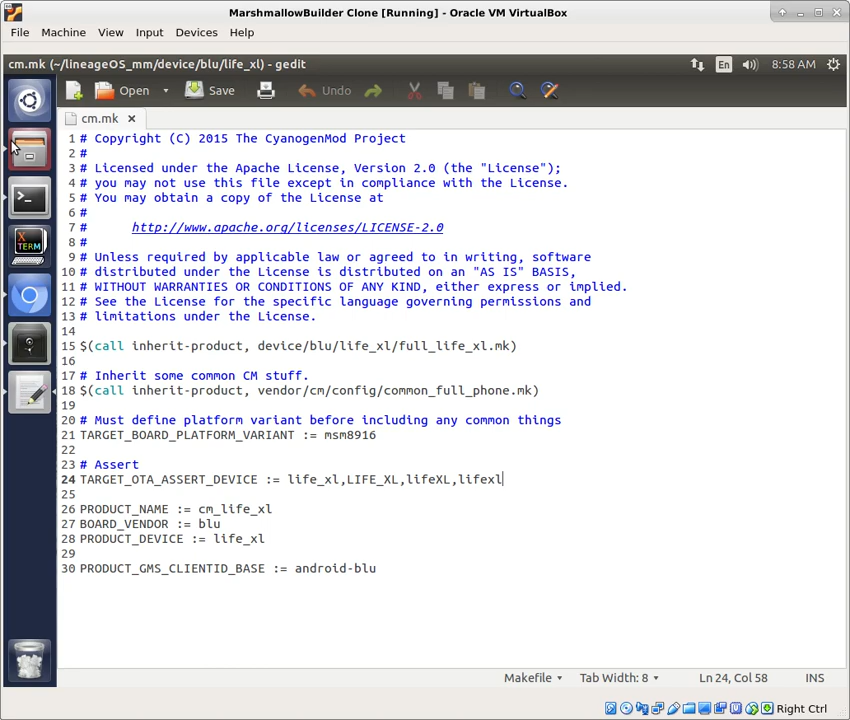 MarshmallowBuilder Clone [Running] - Oracle VM VirtualBox
File Machine View Input Devices Help
cm.mk (~/lineageOS_mm/device/blu/life_xl) - gedit En 8:58 AM
Open Save Undo
cm.mk
1 # Copyright (C) 2015 The CyanogenMod Project
2 #
3 # Licensed under the Apache License, Version 2.0 (the "License");
4 # you may not use this file except in compliance with the License.
5 # You may obtain a copy of the License at
6 #
7 # http://www.apache.org/licenses/LICENSE-2.0
8 #
9 # Unless required by applicable law or agreed to in writing, software
10 # distributed under the License is distributed on an "AS IS" BASIS,
11 # WITHOUT WARRANTIES OR CONDITIONS OF ANY KIND, either express or implied.
12 # See the License for the specific language governing permissions and
13 # limitations under the License.
14
15 $(call inherit-product, device/blu/life_xl/full_life_xl.mk)
16
17 # Inherit some common CM stuff.
18 $(call inherit-product, vendor/cm/config/common_full_phone.mk)
19
20 # Must define platform variant before including any common things
21 TARGET_BOARD_PLATFORM_VARIANT := msm8916
22
23 # Assert
24 TARGET_OTA_ASSERT_DEVICE := life_xl,LIFE_XL,lifeXL,lifexl
25
26 PRODUCT_NAME := cm_life_xl
27 BOARD_VENDOR := blu
28 PRODUCT_DEVICE := life_xl
29
30 PRODUCT_GMS_CLIENTID_BASE := android-blu
X TERM
Makefile Tab Width: 8 Ln 24, Col 58 INS
Right Ctrl